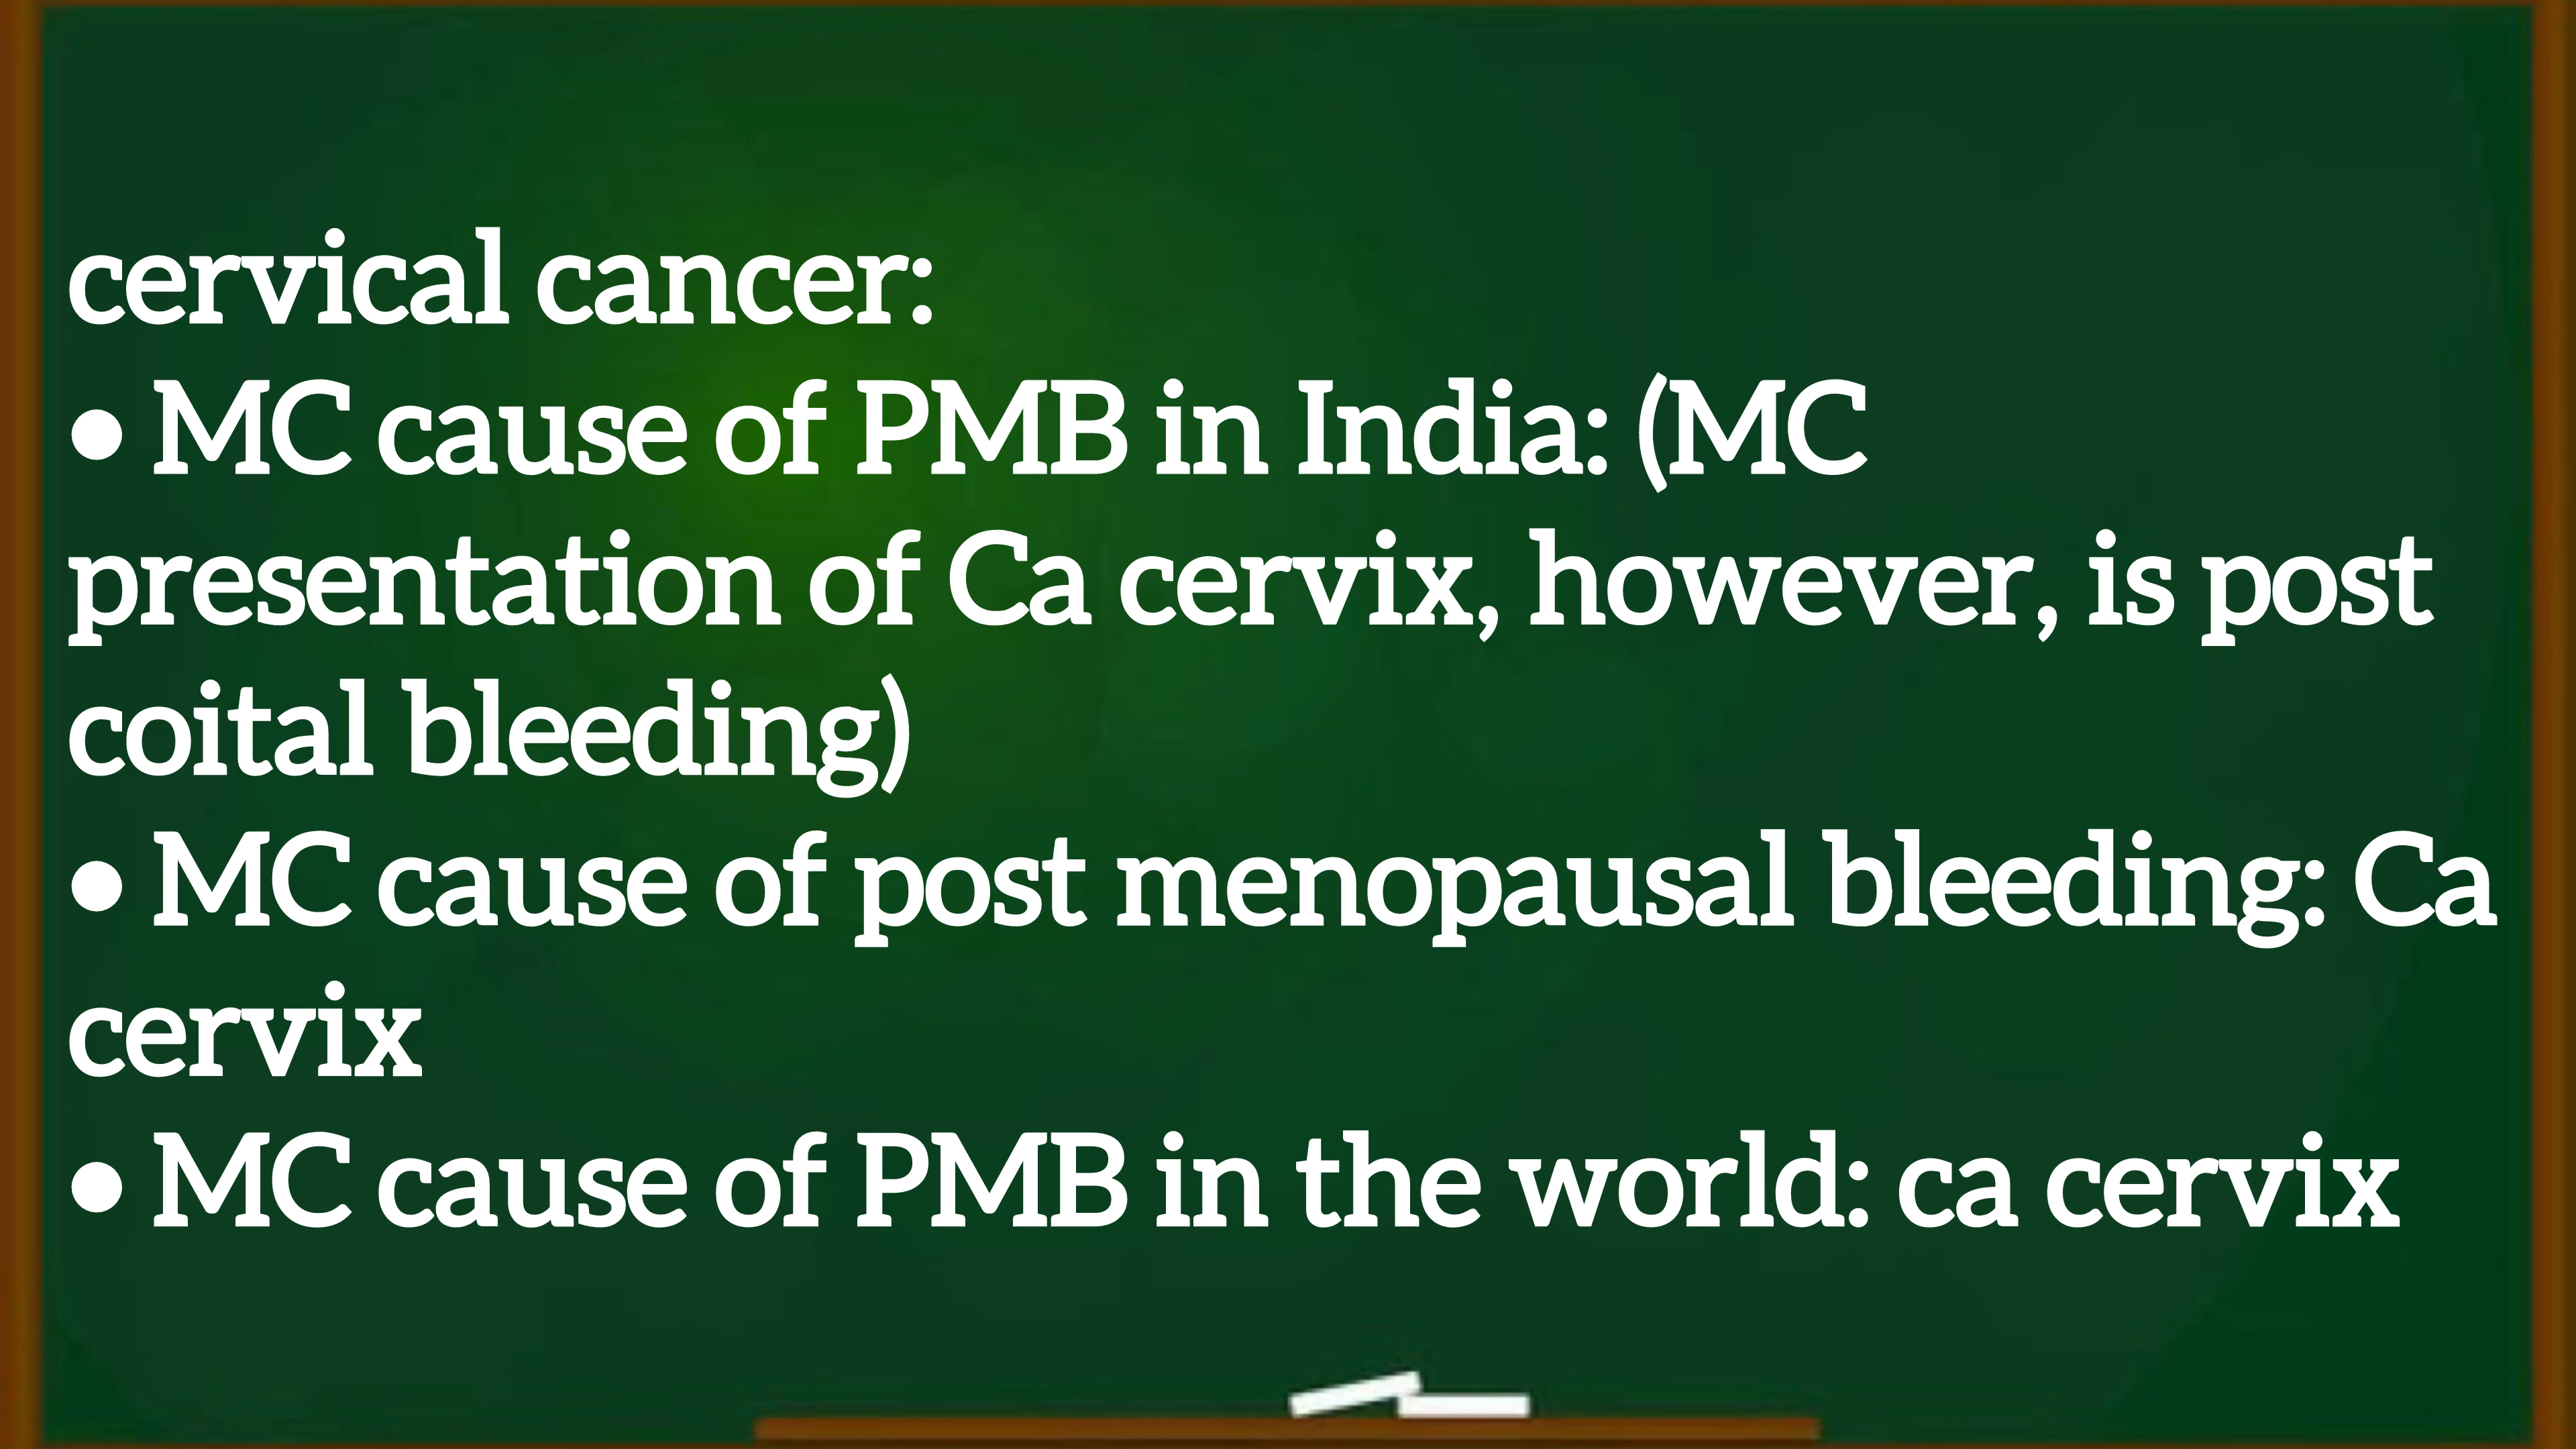 cervical cancer:
● MC cause of PMB in India: (MC
presentation of Ca cervix, however, is post
coital bleeding)
● MC cause of post menopausal bleeding: Ca
cervix
● MC cause of PMB in the world: ca cervix